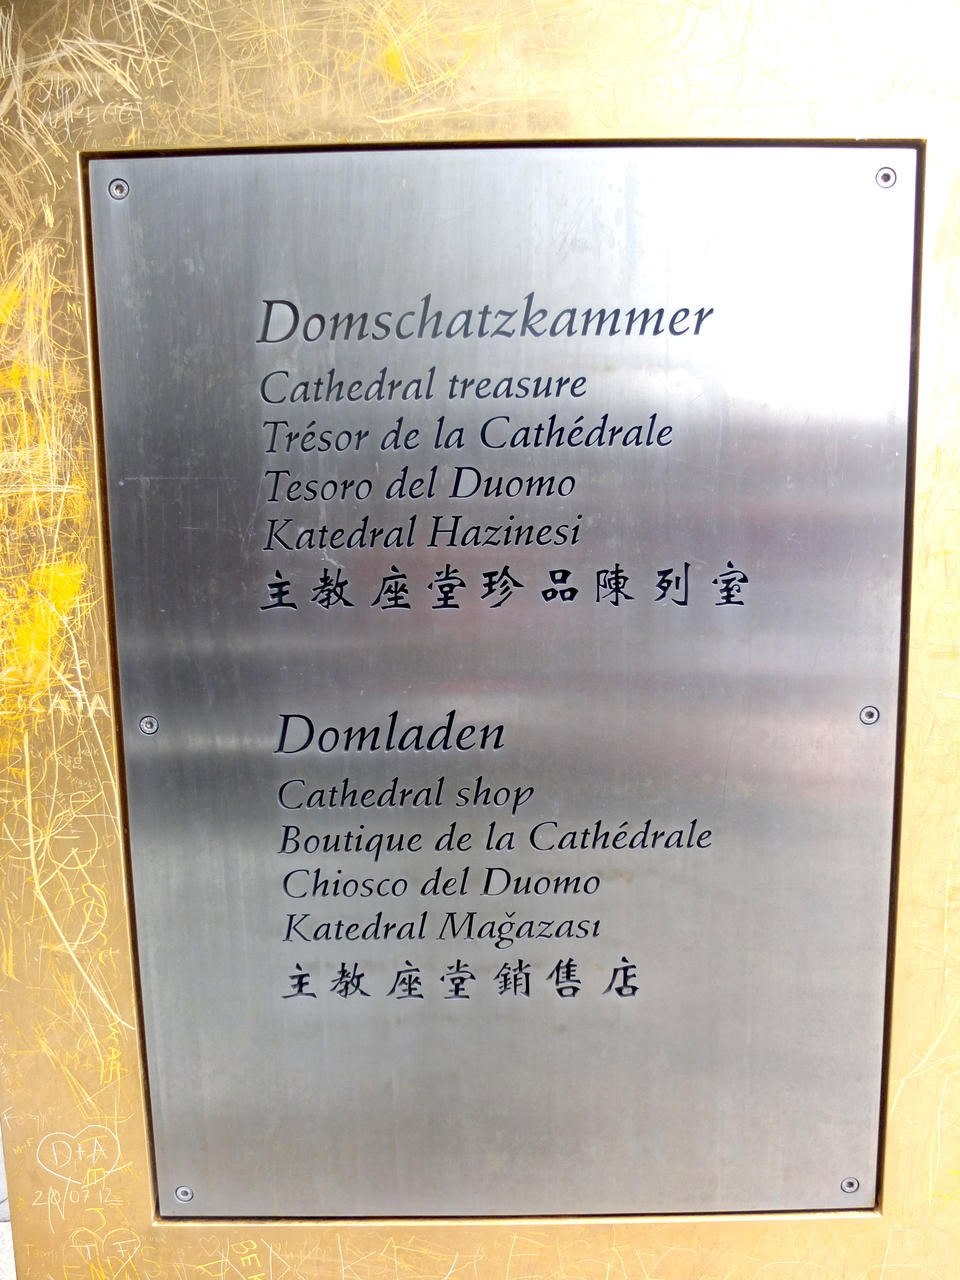 Domschatzkammer
Cathedral treasure
Trésor de la Cathédrale
Tesoro del Duomo
Katedral Hazinesi
主教座堂珍品陳列室
Domladen
Cathedral shop
Boutique de la Cathédrale
Chiosco del Duomo
Katedral Mağazası
主教座堂銷售店
D+A